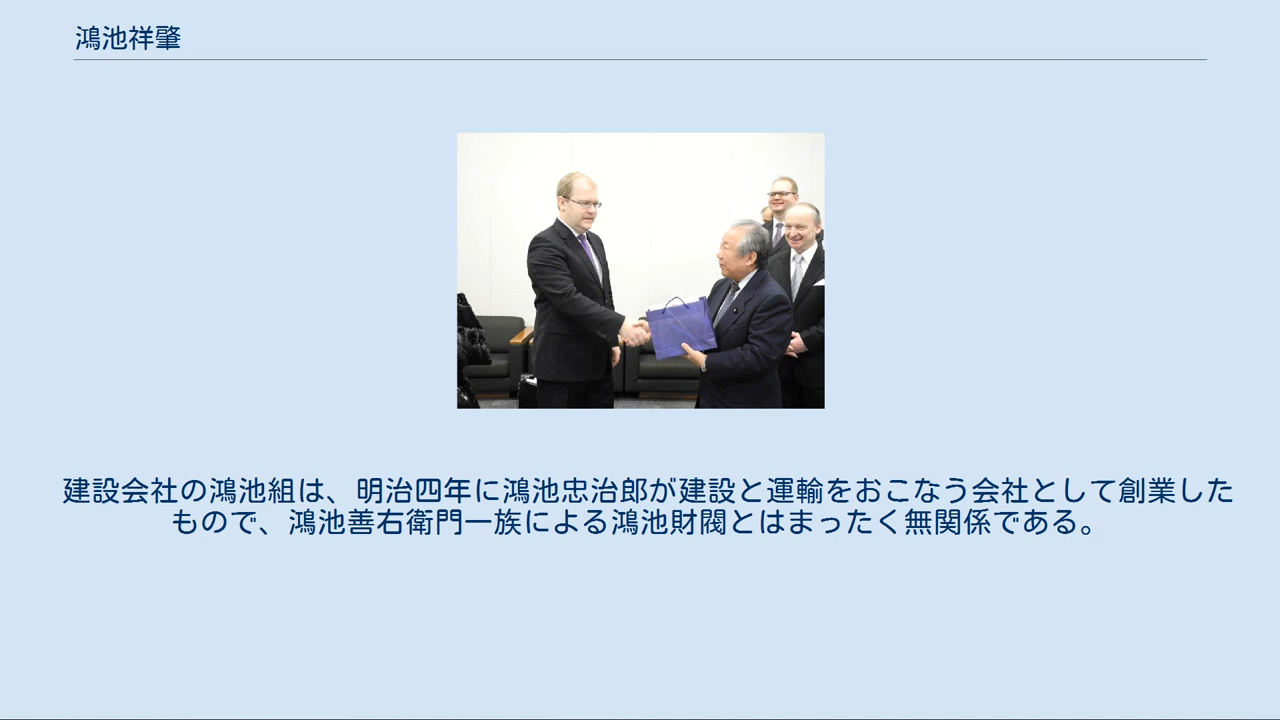 鴻池祥肇
建設会社の鴻池組は、明治四年に鴻池忠治郎が建設と運輸をおこなう会社として創業した
もので、鴻池善右衛門一族による鴻池財閥とはまったく無関係である。